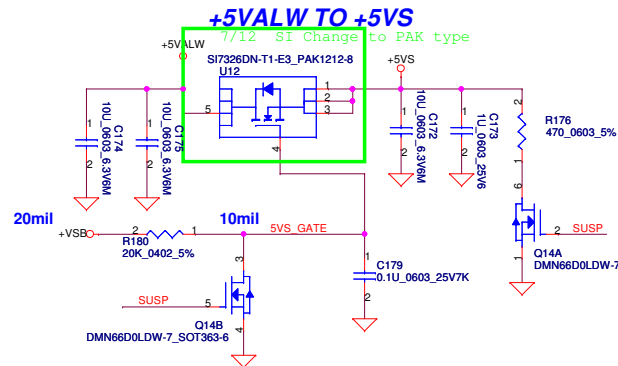 +5VALW TO +5VS
7/12 SI Change to PAK type
+5VALW
SI7326DN-T1-E3_PAK1212-8
U12
+5VS
5
1
2
3
4
1
2
C174
10U_0603_6.3V6M
1
2
C175
10U_0603_6.3V6M
1
2
C172
10U_0603_6.3V6M
1
2
C173
1U_0603_25V6
2
R176
470_0603_5%
1
6
2
SUSP
1
Q14A
DMN66D0LDW-7
20mil
10mil
+VSB
2
1
R180
20K_0402_5%
5VS_GATE
3
SUSP
5
4
Q14B
DMN66D0LDW-7_SOT363-6
1
2
C179
0.1U_0603_25V7K